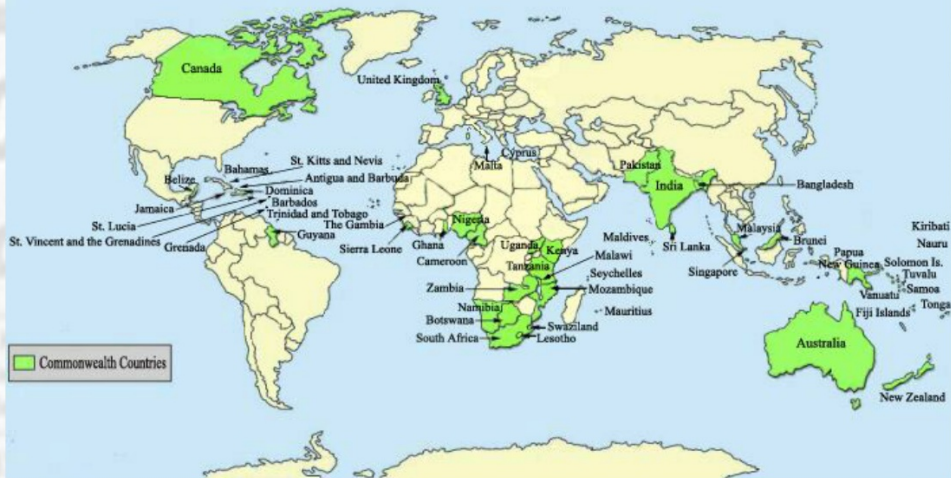 Canada
United Kingdom
St. Kitts and Nevis
Bahamas
Antigua and Barbuda
Belize
Dominica
Barbados
Jamaica
St. Lucia
Trinidad and Tobago
St. Vincent and the Grenadines
Grenada
Guyana
Malta
Cyprus
The Gambia
Sierra Leone
Ghana
Nigeria
Cameroon
Uganda
Kenya
Tanzania
Malawi
Seychelles
Zambia
Mozambique
Namibia
Mauritius
Botswana
Swaziland
South Africa
Lesotho
Pakistan
India
Bangladesh
Maldives
Sri Lanka
Malaysia
Brunei
Singapore
Papua
New Guinea
Kiribati
Nauru
Solomon Is.
Tuvalu
Samoa
Vanuatu
Tonga
Fiji Islands
Australia
New Zealand
Commonwealth Countries